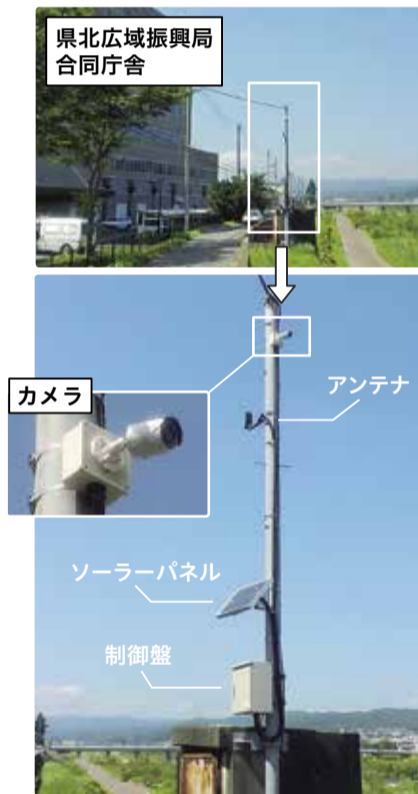 県北広域振興局
合同庁舎
カメラ
アンテナ
ソーラーパネル
制御盤